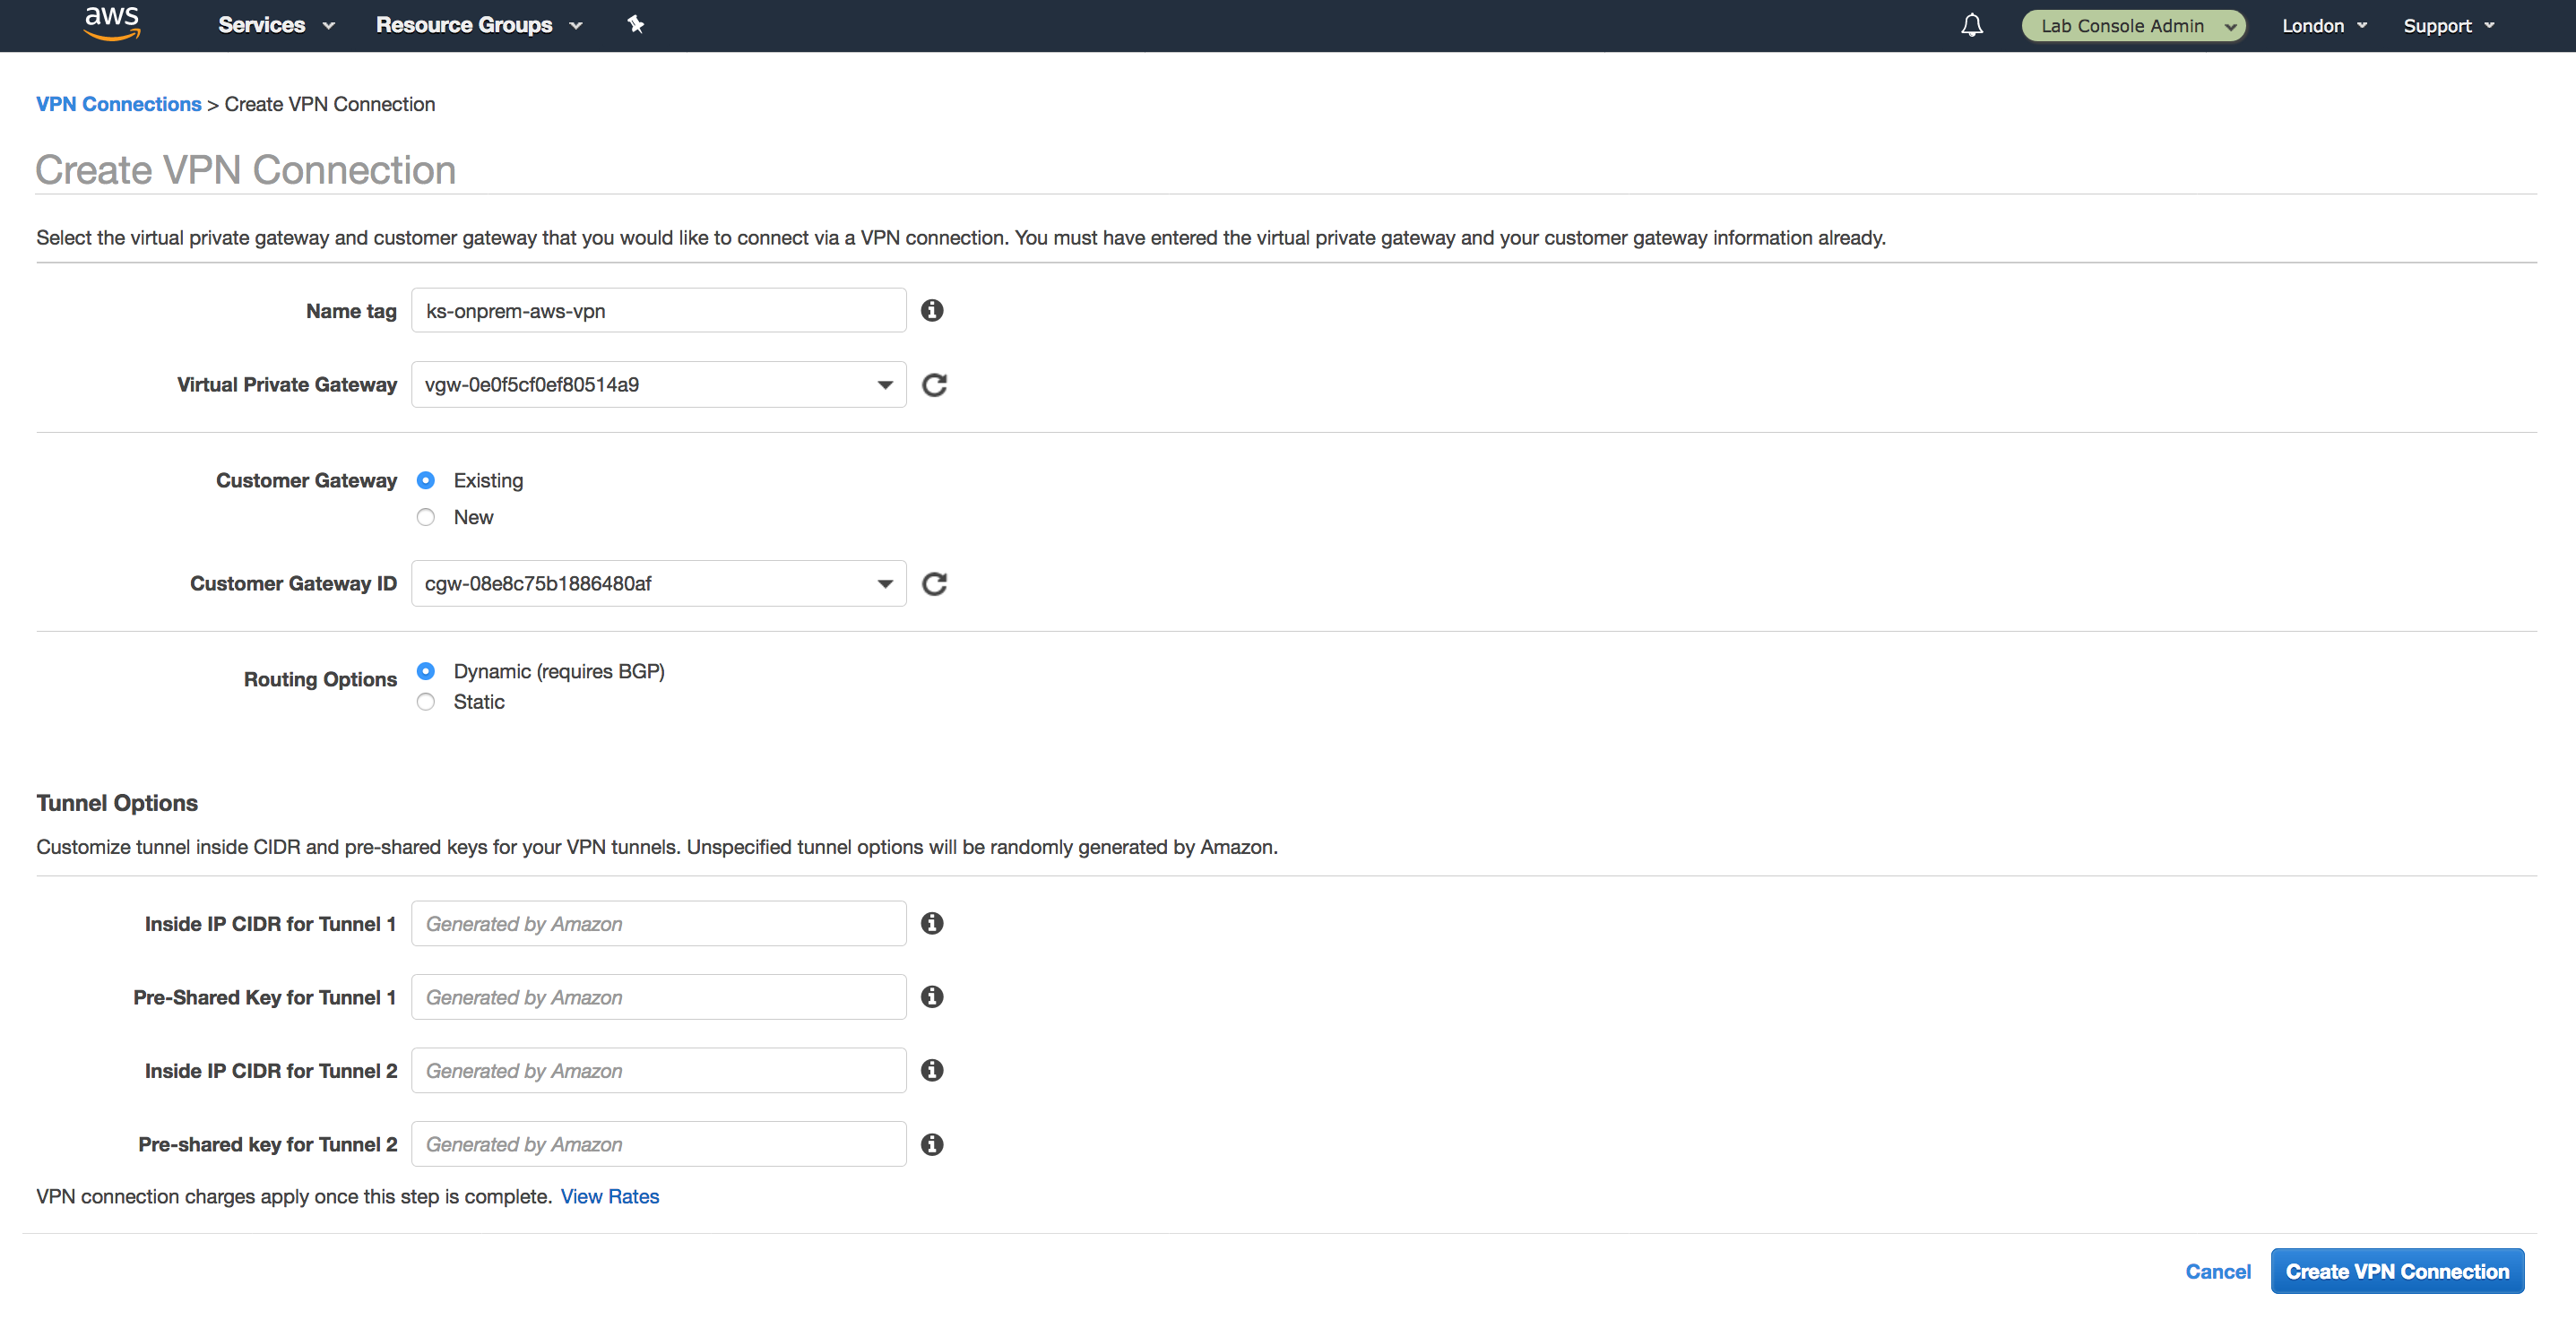 aws Services Resource Groups Lab Console Admin London Support
VPN Connections > Create VPN Connection
Create VPN Connection
Select the virtual private gateway and customer gateway that you would like to connect via a VPN connection. You must have entered the virtual private gateway and your customer gateway information already.
Name tag ks-onprem-aws-vpn
Virtual Private Gateway vgw-0e0f5cf0ef80514a9
Customer Gateway Existing
New
Customer Gateway ID cgw-08e8c75b1886480af
Routing Options Dynamic (requires BGP)
Static
Tunnel Options
Customize tunnel inside CIDR and pre-shared keys for your VPN tunnels. Unspecified tunnel options will be randomly generated by Amazon.
Inside IP CIDR for Tunnel 1 Generated by Amazon
Pre-Shared Key for Tunnel 1 Generated by Amazon
Inside IP CIDR for Tunnel 2 Generated by Amazon
Pre-shared key for Tunnel 2 Generated by Amazon
VPN connection charges apply once this step is complete. View Rates
Cancel Create VPN Connection